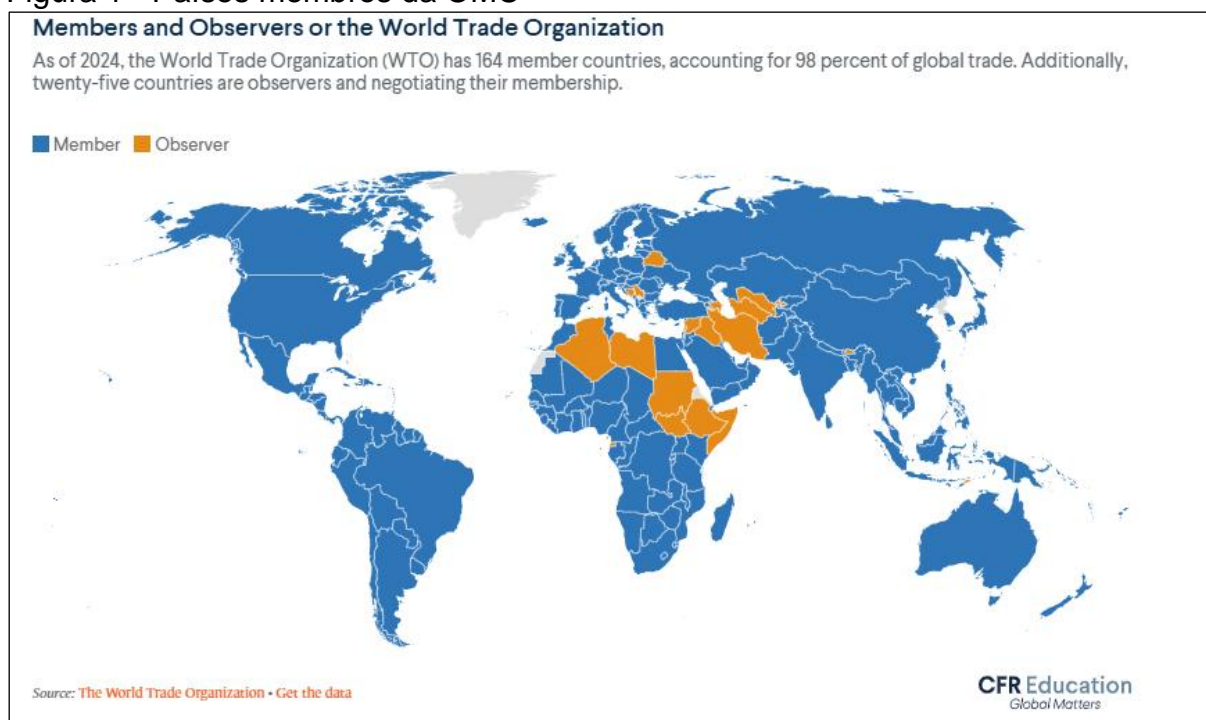 Members and Observers or the World Trade Organization
As of 2024, the World Trade Organization (WTO) has 164 member countries, accounting for 98 percent of global trade. Additionally,
twenty-five countries are observers and negotiating their membership.
Member Observer
Source: The World Trade Organization • Get the data
CFR Education
Global Matters